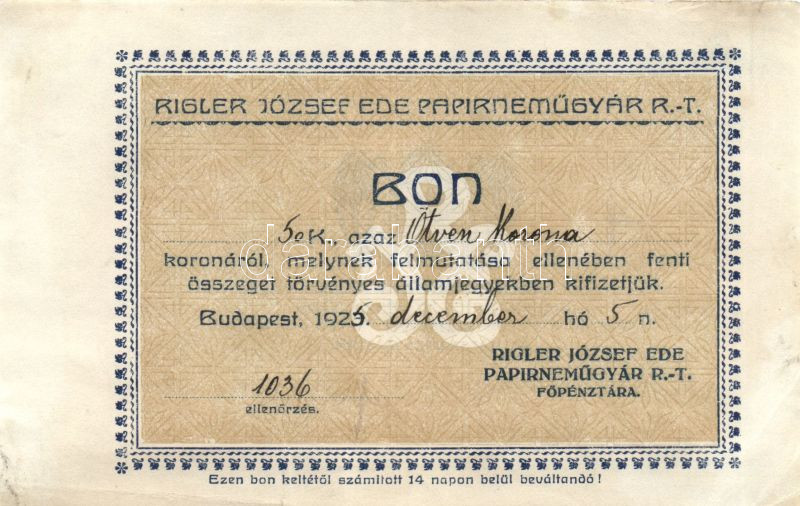 RIGLER JÓZSEF EDE PAPIRNEMŰGYÁR R.-T.
BON
50 K., azaz Ötven Korona
koronáról, melynek felmutatása ellenében fenti
összeget törvényes államjegyekben kifizetjük.
Budapest, 1925. december hó 5 n.
RIGLER JÓZSEF EDE
PAPIRNEMŰGYÁR R.-T.
FŐPÉNZTÁRA.
1036
ellenőrzés.
Ezen bon keltétől számított 14 napon belül beváltandó!